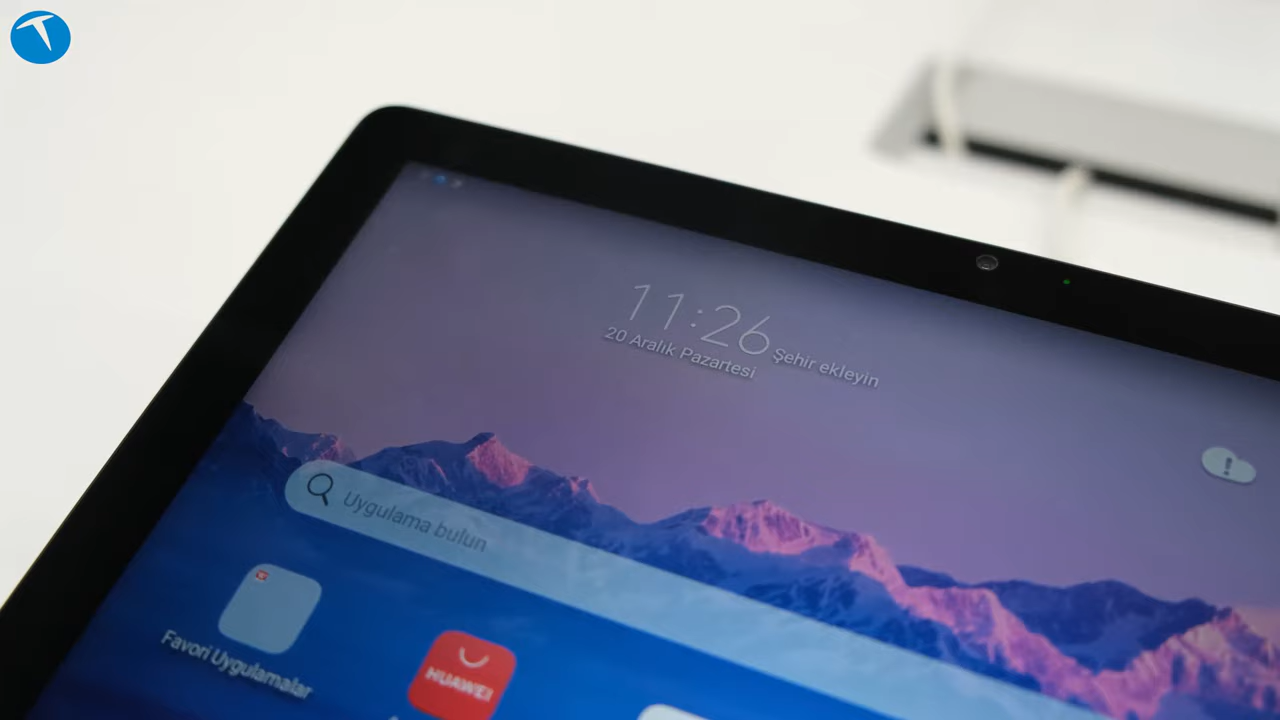 11:26
20 Aralık Pazartesi
Şehir ekleyin
Uygulama bulun
Favori Uygulamalar
HUAWEI